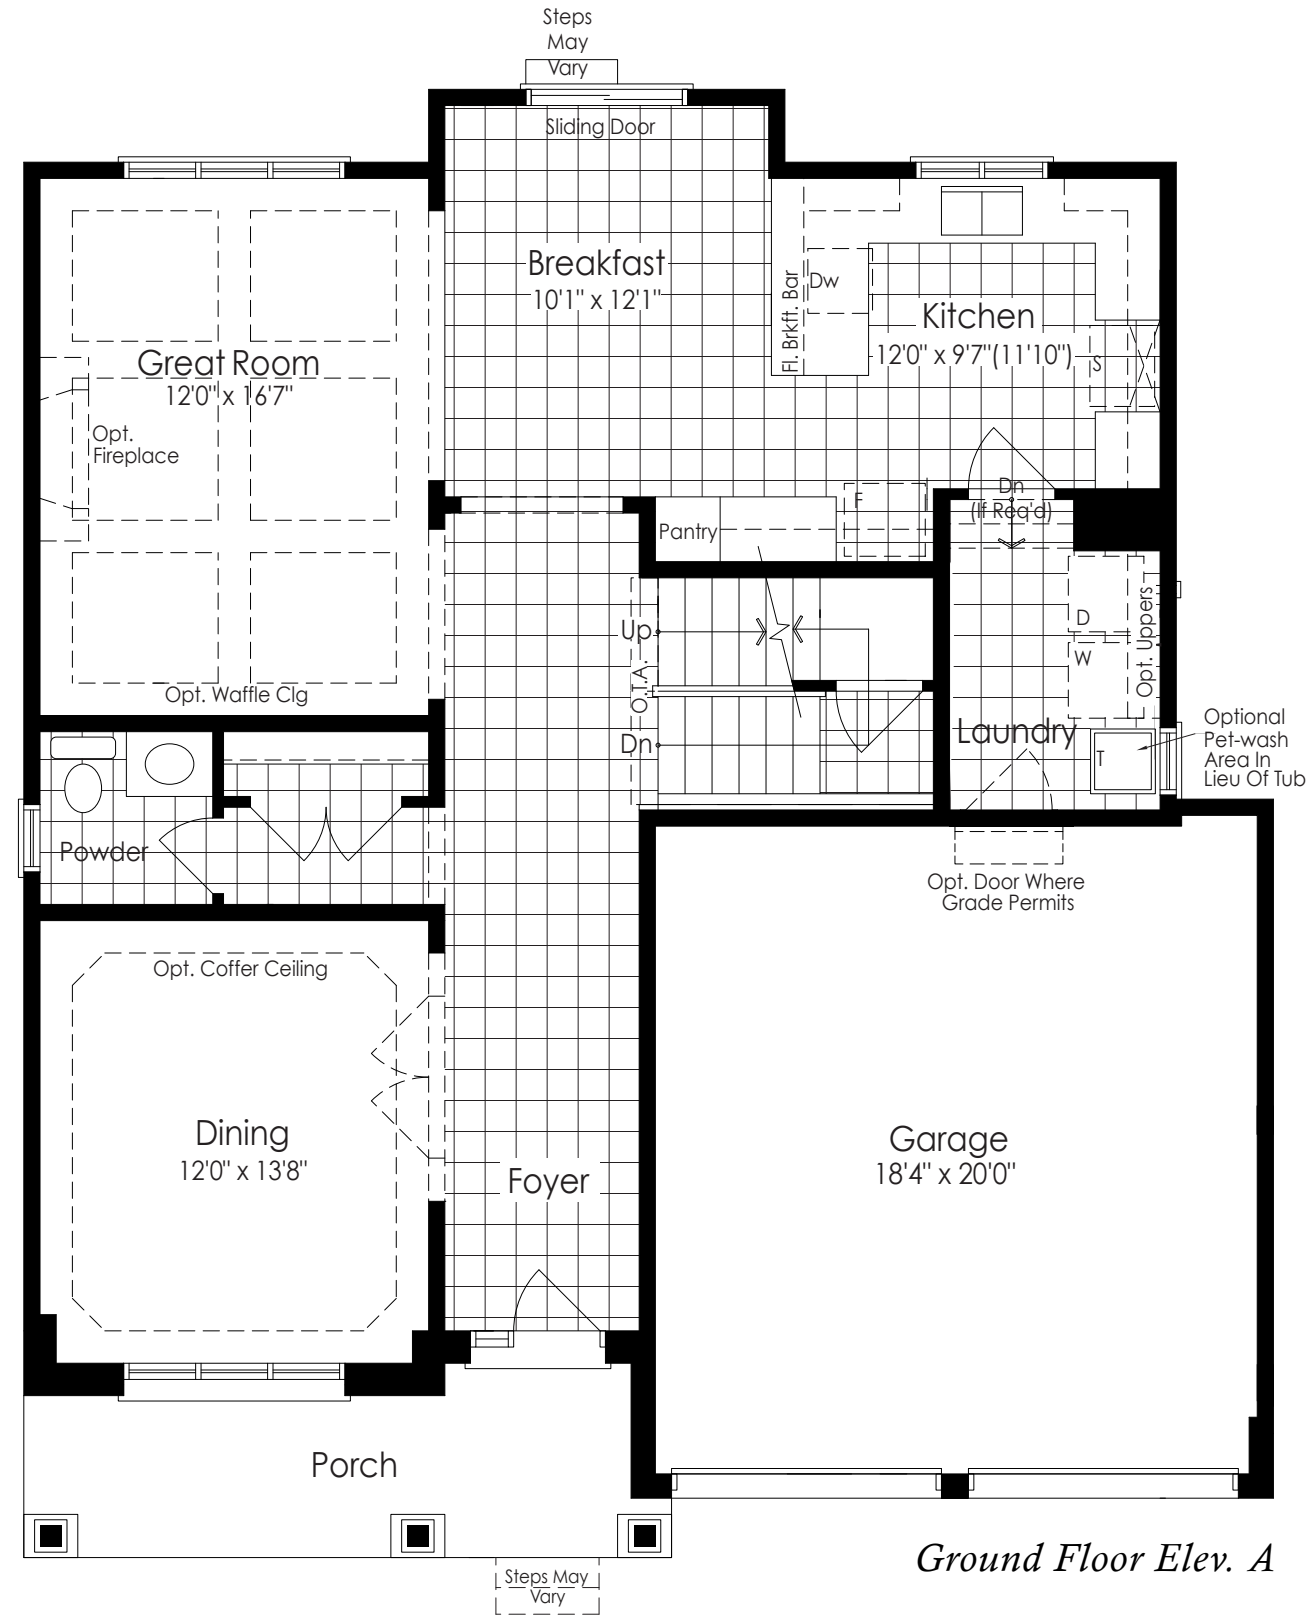 Steps
May
Vary
Sliding Door
Breakfast
10'1" x 12'1"
Fl. Brkft. Bar
Dw
Kitchen
12'0" x 9'7"(11'10")
S
Great Room
12'0" x 16'7"
Opt.
Fireplace
Opt. Waffle Clg
Pantry
F
Dn
(If Req'd)
Up
O.T.A.
Dn
D
W
Opt. Uppers
Laundry
T
Optional
Pet-wash
Area In
Lieu Of Tub
Powder
Opt. Door Where
Grade Permits
Opt. Coffer Ceiling
Dining
12'0" x 13'8"
Foyer
Garage
18'4" x 20'0"
Porch
Steps May
Vary
Ground Floor Elev. A